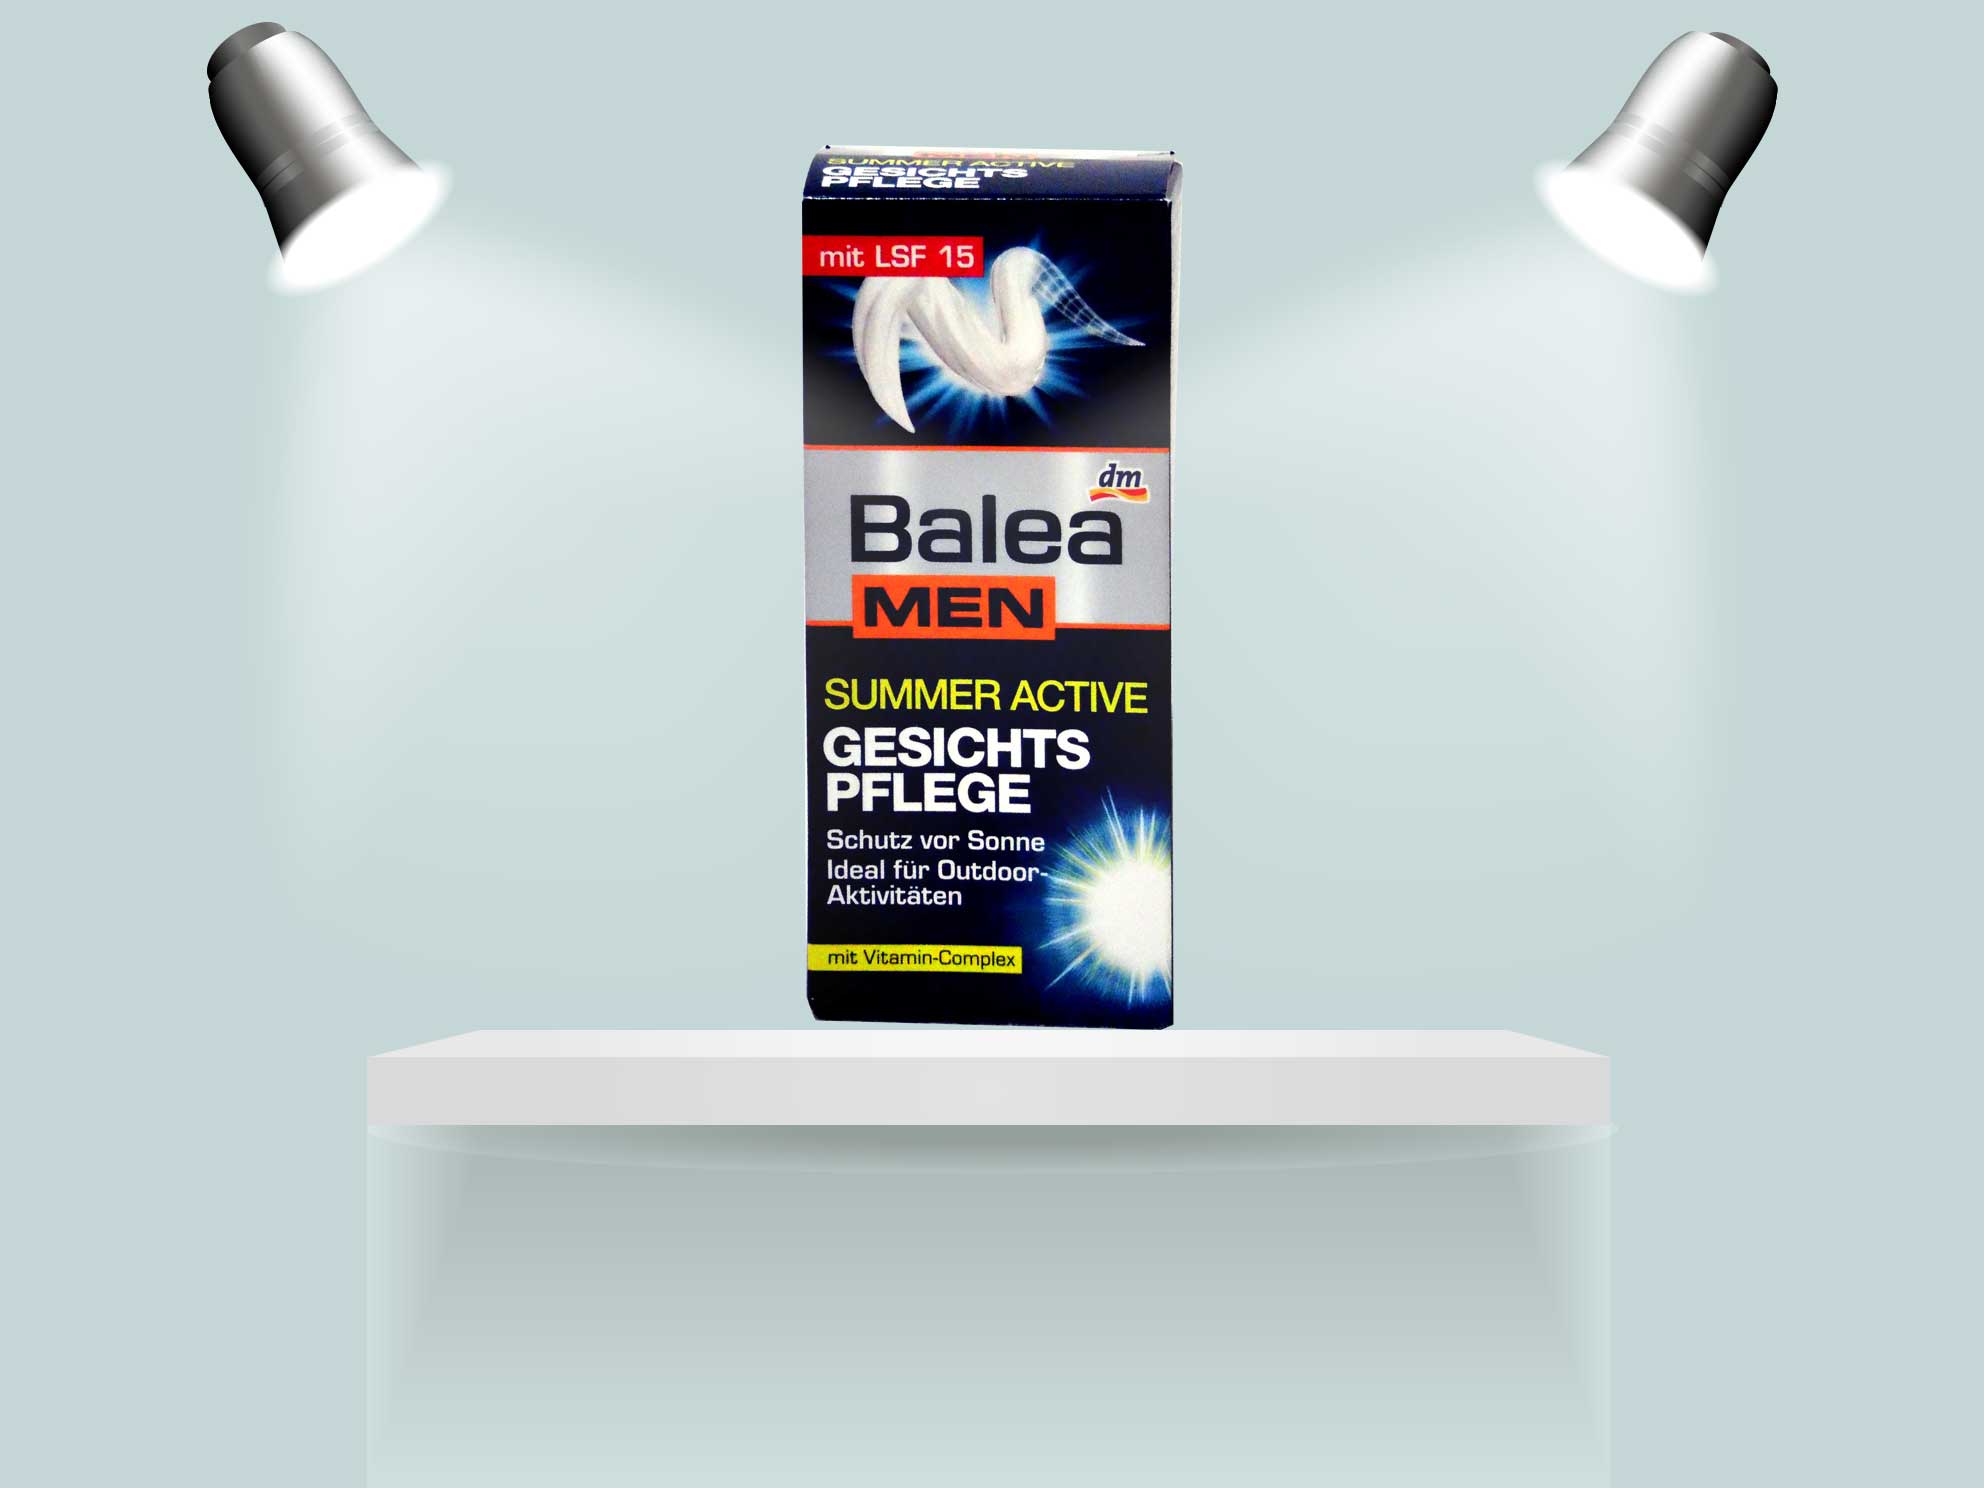 SUMMER ACTIVE
GESICHTS
PFLEGE
mit LSF 15
dm
Balea
MEN
SUMMER ACTIVE
GESICHTS
PFLEGE
Schutz vor Sonne
Ideal für Outdoor-
Aktivitäten
mit Vitamin-Complex